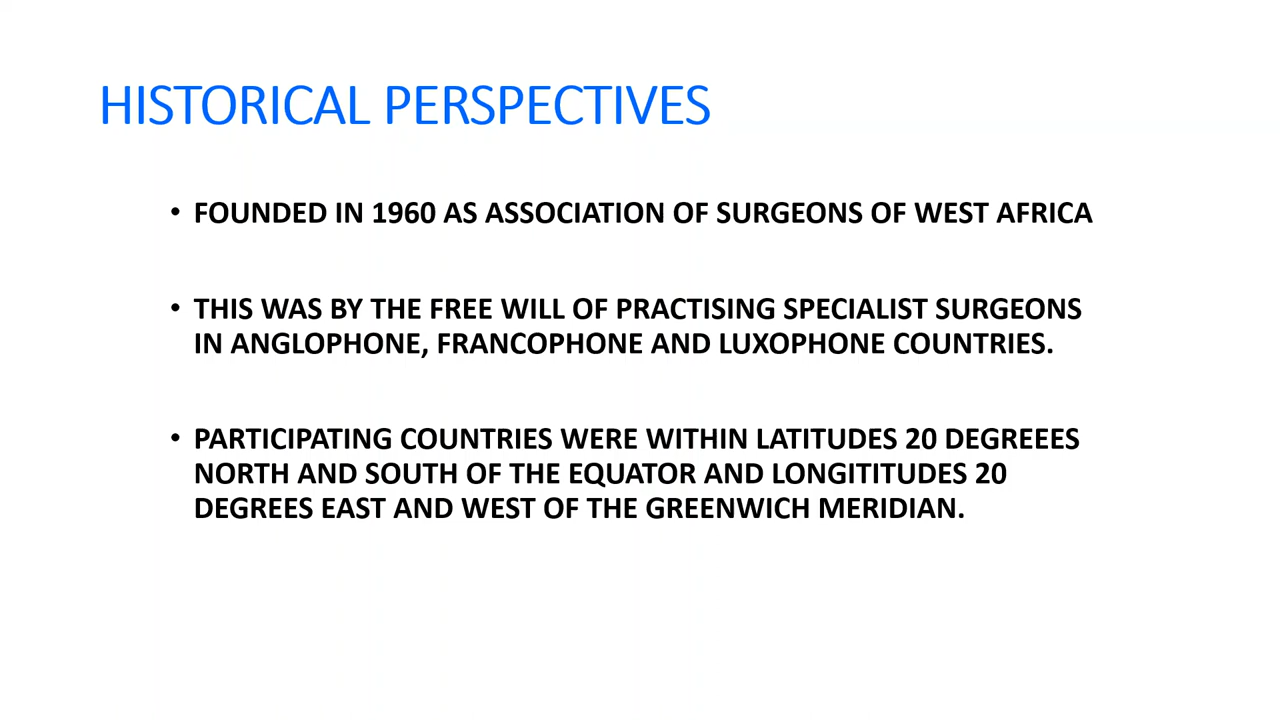 HISTORICAL PERSPECTIVES
• FOUNDED IN 1960 AS ASSOCIATION OF SURGEONS OF WEST AFRICA
• THIS WAS BY THE FREE WILL OF PRACTISING SPECIALIST SURGEONS
IN ANGLOPHONE, FRANCOPHONE AND LUXOPHONE COUNTRIES.
• PARTICIPATING COUNTRIES WERE WITHIN LATITUDES 20 DEGREEES
NORTH AND SOUTH OF THE EQUATOR AND LONGITITUDES 20
DEGREES EAST AND WEST OF THE GREENWICH MERIDIAN.